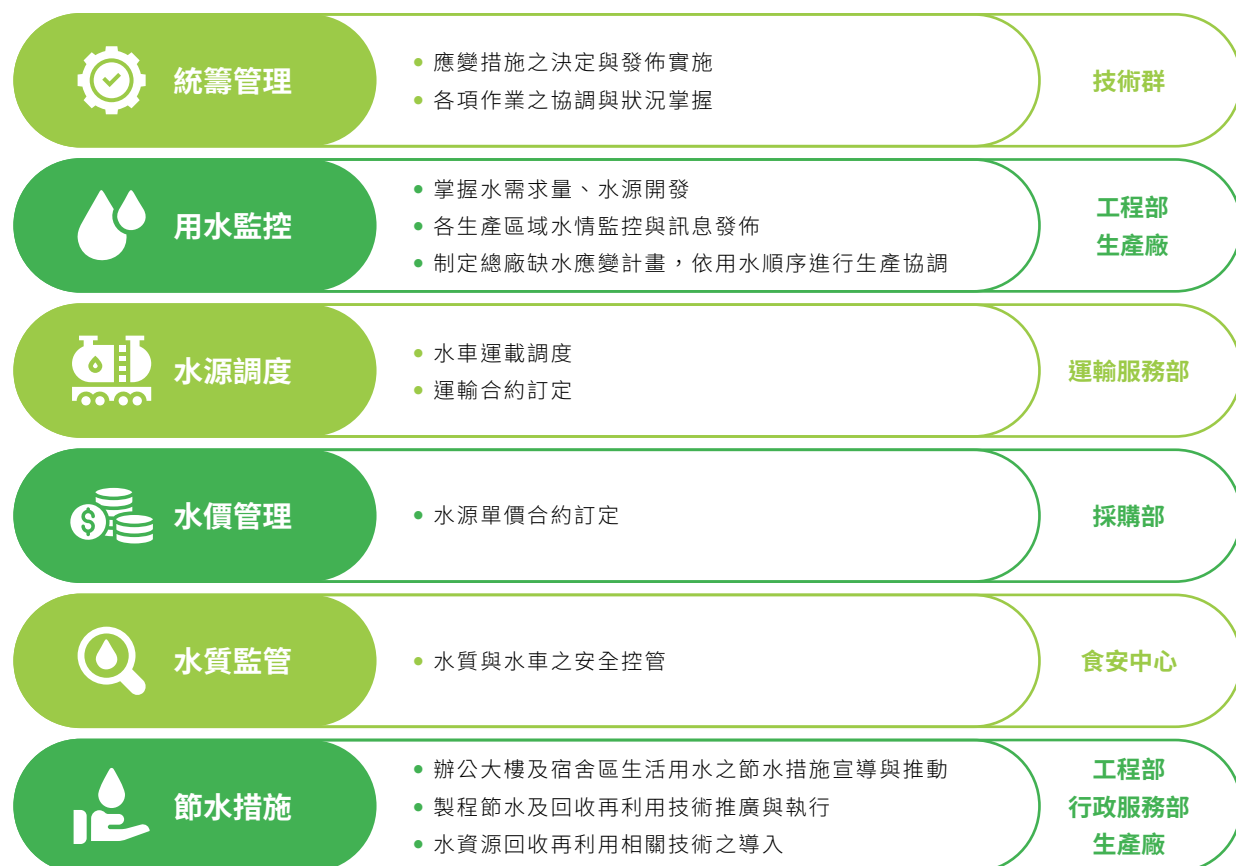 統籌管理
• 應變措施之決定與發佈實施
• 各項作業之協調與狀況掌握
技術群
用水監控
• 掌握水需求量、水源開發
• 各生產區域水情監控與訊息發佈
• 制定總廠缺水應變計畫，依用水順序進行生產協調
工程部
生產廠
水源調度
• 水車運載調度
• 運輸合約訂定
運輸服務部
$
水價管理
• 水源單價合約訂定
採購部
水質監管
• 水質與水車之安全控管
食安中心
節水措施
• 辦公大樓及宿舍區生活用水之節水措施宣導與推動
• 製程節水及回收再利用技術推廣與執行
• 水資源回收再利用相關技術之導入
工程部
行政服務部
生產廠